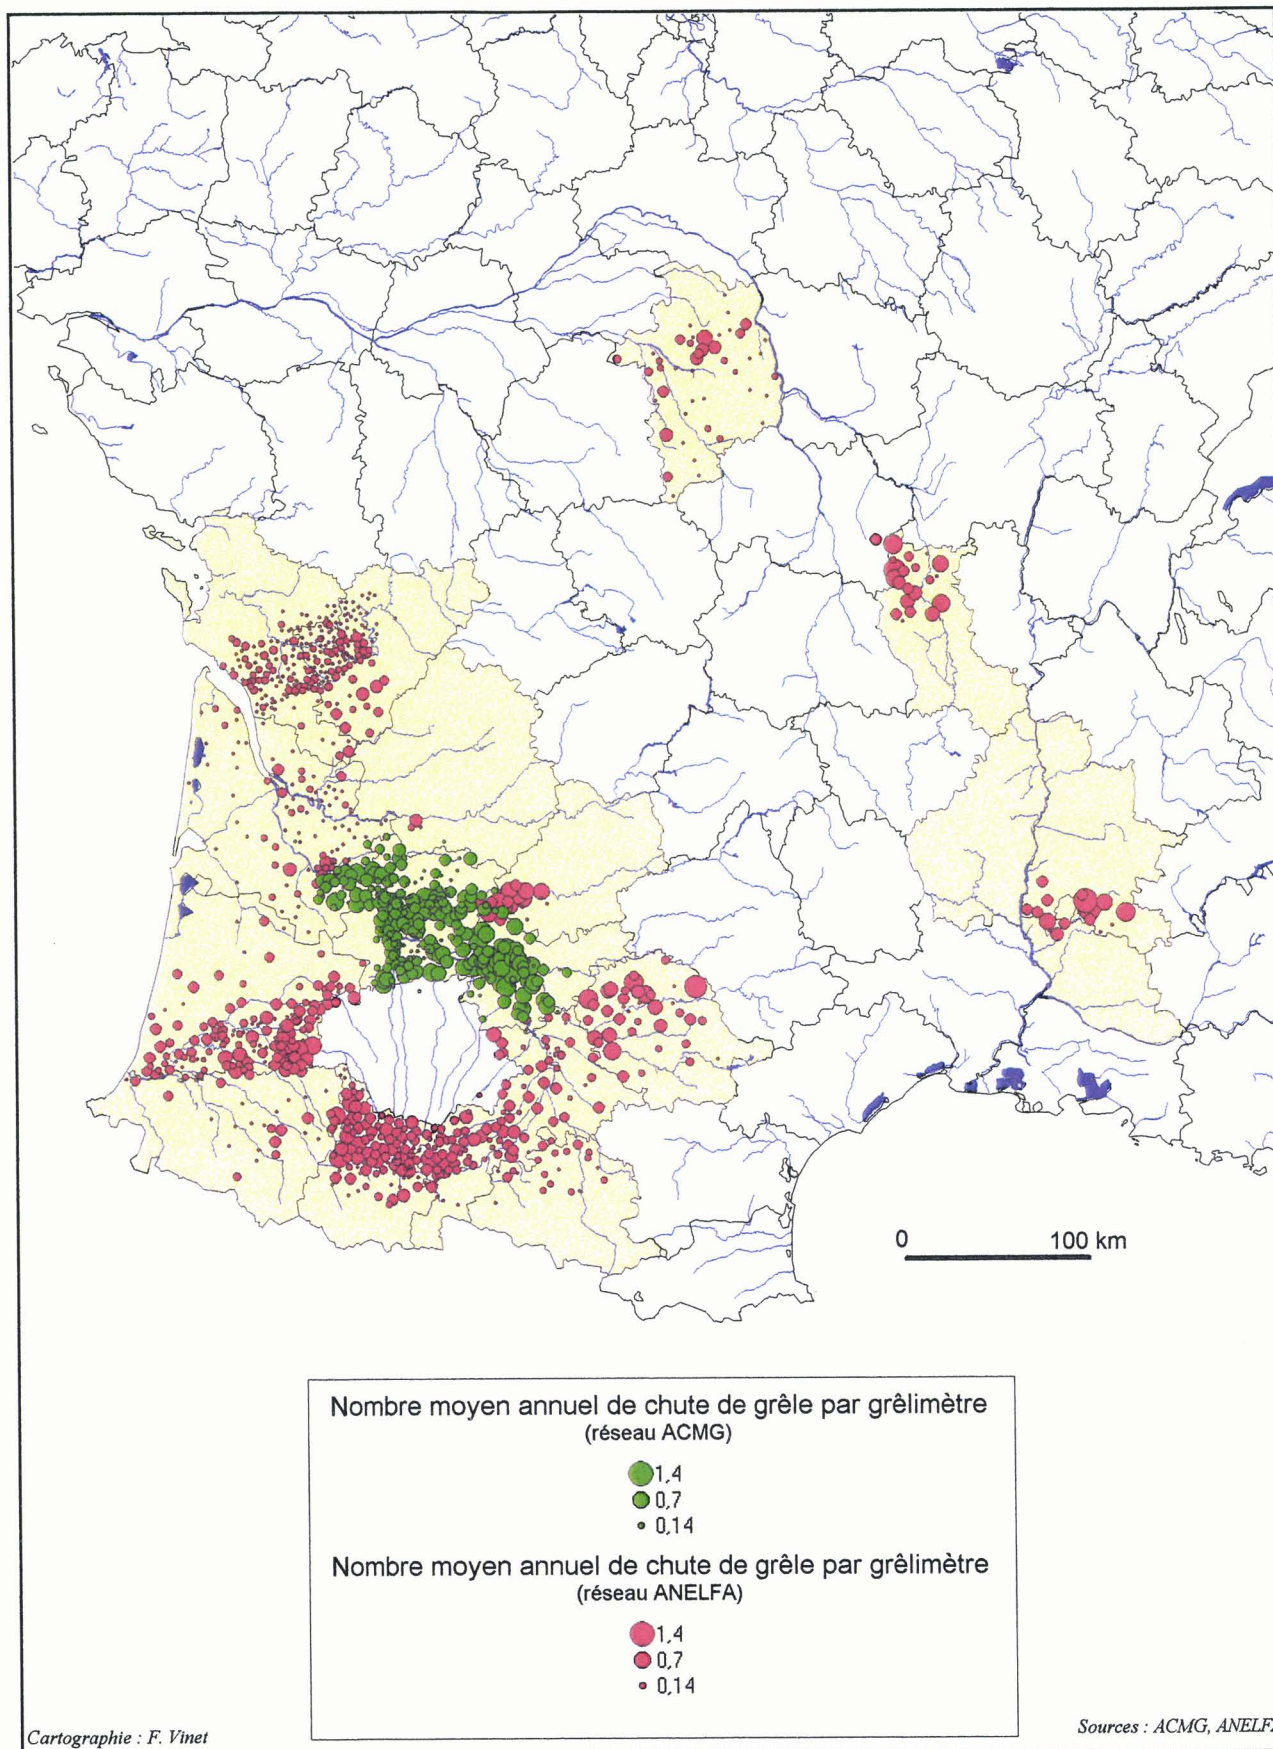 0 100 km
Nombre moyen annuel de chute de grêle par grêlimètre
(réseau ACMG)
1,4
0,7
0,14
Nombre moyen annuel de chute de grêle par grêlimètre
(réseau ANELFA)
1,4
0,7
0,14
Cartographie : F. Vinet
Sources : ACMG, ANELFA